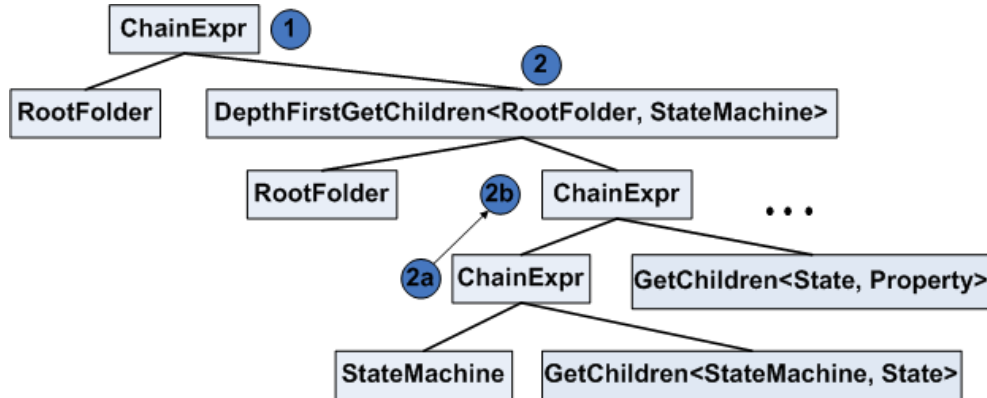 ChainExpr
1
2
RootFolder
DepthFirstGetChildren<RootFolder, StateMachine>
RootFolder
2b
ChainExpr
...
2a
ChainExpr
GetChildren<State, Property>
StateMachine
GetChildren<StateMachine, State>